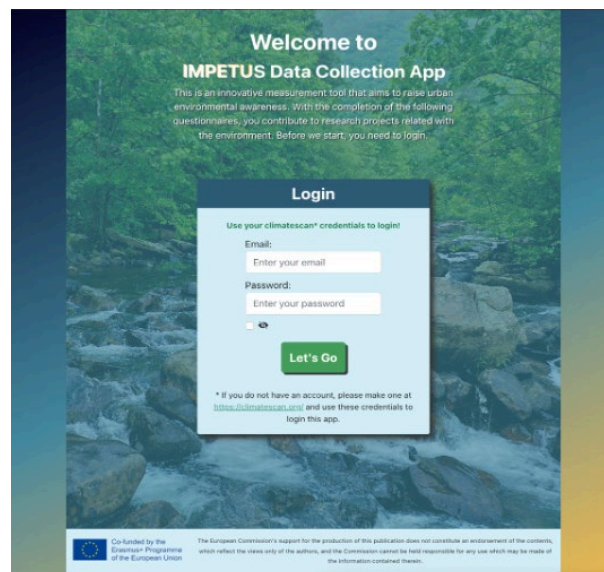 Welcome to
IMPETUS Data Collection App
This is an innovative measurement tool that aims to raise urban
environmental awareness. With the completion of the following
questionnaires, you contribute to research projects related with
the environment. Before we start, you need to login.
Login
Use your climatescan* credentials to login!
Email:
Enter your email
Password:
Enter your password
Let's Go
* If you do not have an account, please make one at
https://climatescan.org/ and use these credentials to
login this app.
Co-funded by the
Erasmus+ Programme
of the European Union
The European Commission's support for the production of this publication does not constitute an endorsement of the contents,
which reflect the views only of the authors, and the Commission cannot be held responsible for any use which may be made of
the information contained therein.